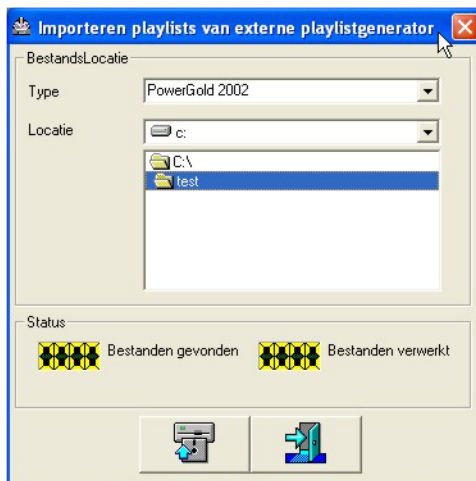 Importeren playlists van externe playlistgenerator
BestandsLocatie
Type
PowerGold 2002
Locatie
c:
C:\
test
Status
Bestanden gevonden
Bestanden verwerkt